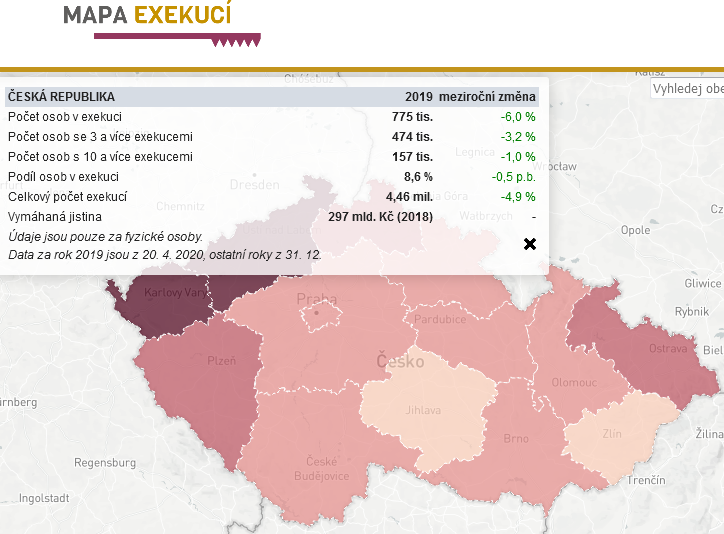 MAPA EXEKUCÍ
Chóśebuz
Kalisz
Vyhledej obe
ČESKÁ REPUBLIKA 2019 meziroční změna
Počet osob v exekuci 775 tis. -6,0 %
Počet osob se 3 a více exekucemi 474 tis. -3,2 %
Počet osob s 10 a více exekucemi 157 tis. -1,0 %
Podíl osob v exekuci 8,6 % -0,5 p.b.
Celkový počet exekucí 4,46 mil. -4,9 %
Vymáhaná jistina 297 mld. Kč (2018) -
Údaje jsou pouze za fyzické osoby.
Data za rok 2019 jsou z 20. 4. 2020, ostatní roky z 31. 12.
Legnica
Wrocław
Dresden
Chemnitz
Góra
Wałbrzych
Opole
Gliwice
Rybnik
Karlovy Vary
Praha
Pardubice
Ostrava
Biel
Plzeň
Česko
Olomouc
Jihlava
Zlín
Žilina
Brno
Regensburg
České
Budějovice
Trenčín
Ingolstadt